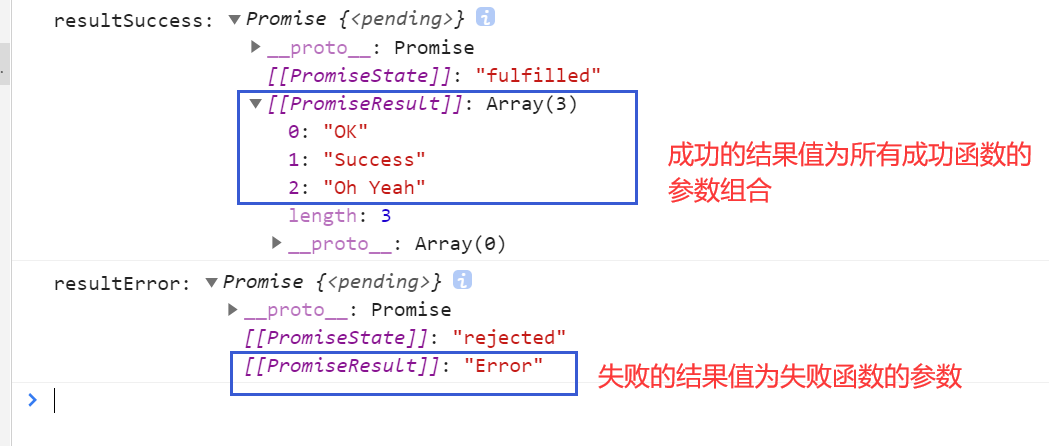 resultSuccess: ▼Promise {<pending>} i
▶__proto__: Promise
[[PromiseState]]: "fulfilled"
▼[[PromiseResult]]: Array(3)
0: "OK"
1: "Success"
2: "Oh Yeah"
length: 3
▶__proto__: Array(0)
成功的结果值为所有成功函数的
参数组合
resultError: ▼Promise {<pending>} i
▶__proto__: Promise
[[PromiseState]]: "rejected"
[[PromiseResult]]: "Error"
失败的结果值为失败函数的参数
>